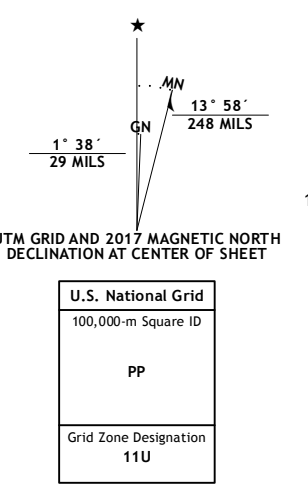 MN
13° 58´
248 MILS
GN
1° 38´
29 MILS
UTM GRID AND 2017 MAGNETIC NORTH
DECLINATION AT CENTER OF SHEET
U.S. National Grid
100,000-m Square ID
PP
Grid Zone Designation
11U